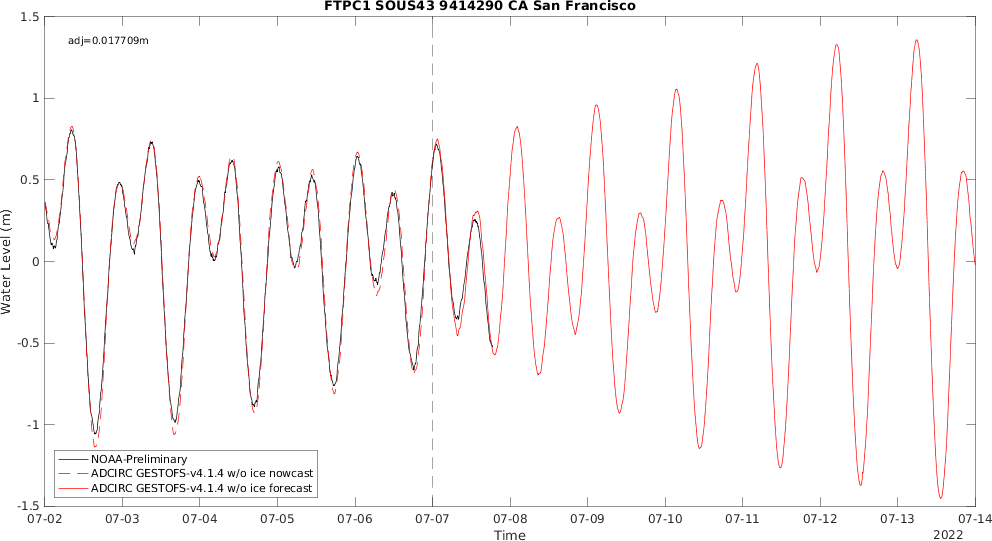 FTPC1 SOUS43 9414290 CA San Francisco
adj=0.017709m
1.5
1
0.5
0
-0.5
-1
-1.5
Water Level (m)
NOAA-Preliminary
ADCIRC GESTOFS-v4.1.4 w/o ice nowcast
ADCIRC GESTOFS-v4.1.4 w/o ice forecast
07-02 07-03 07-04 07-05 07-06 07-07 07-08 07-09 07-10 07-11 07-12 07-13 07-14
Time
2022